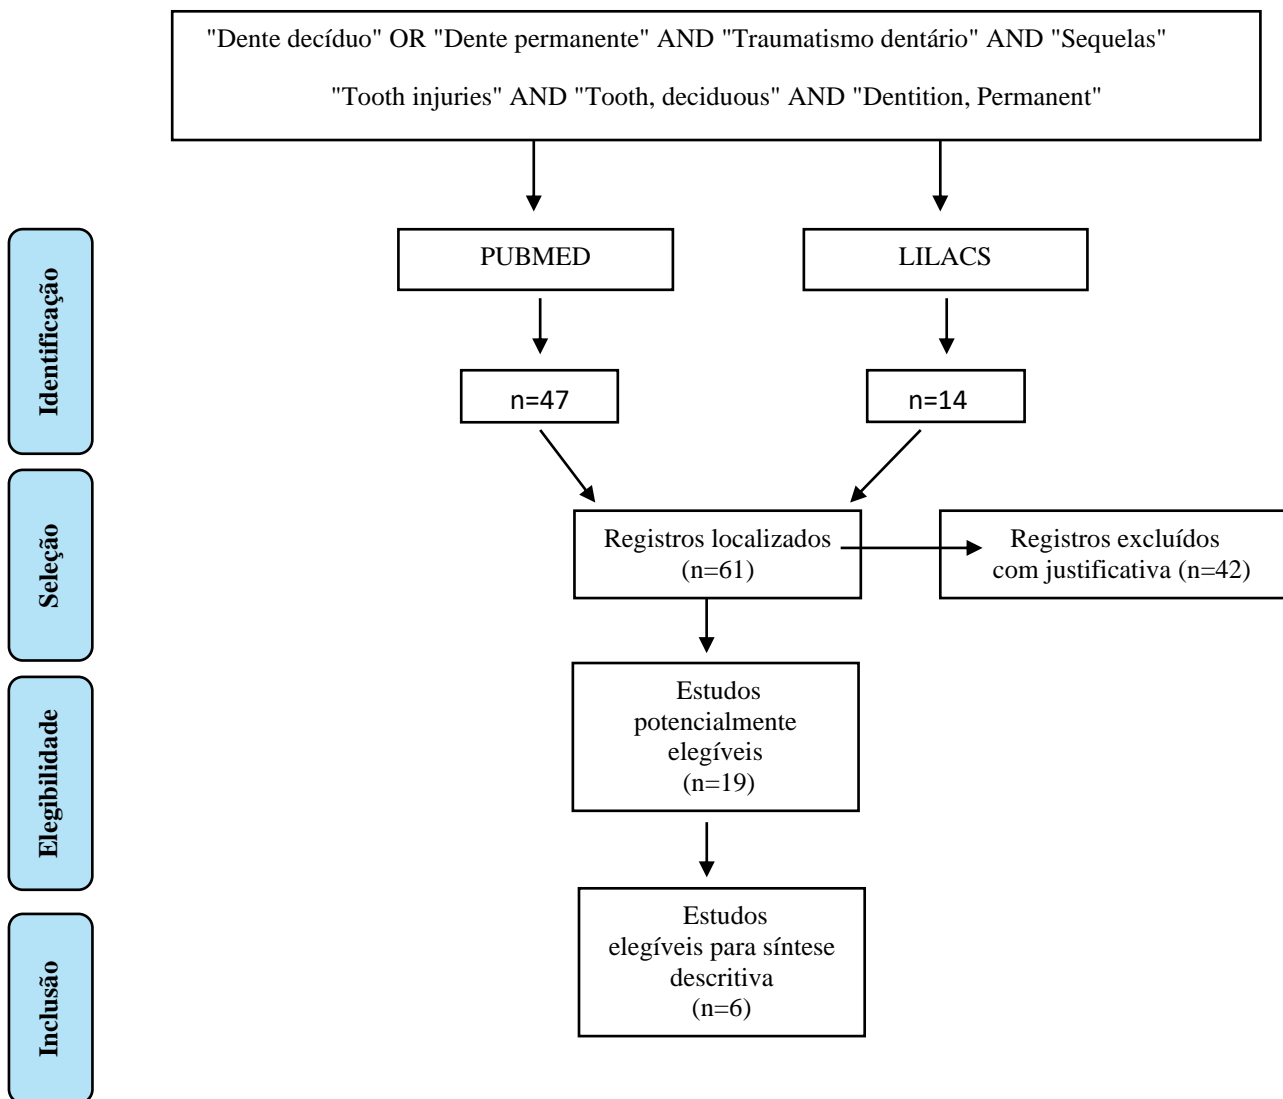 "Dente decíduo" OR "Dente permanente" AND "Traumatismo dentário" AND "Sequelas"
"Tooth injuries" AND "Tooth, deciduous" AND "Dentition, Permanent"
Identificação
PUBMED
LILACS
n=47
n=14
Seleção
Registros localizados
(n=61)
Registros excluídos
com justificativa (n=42)
Elegibilidade
Estudos
potencialmente
elegíveis
(n=19)
Inclusão
Estudos
elegíveis para síntese
descritiva
(n=6)